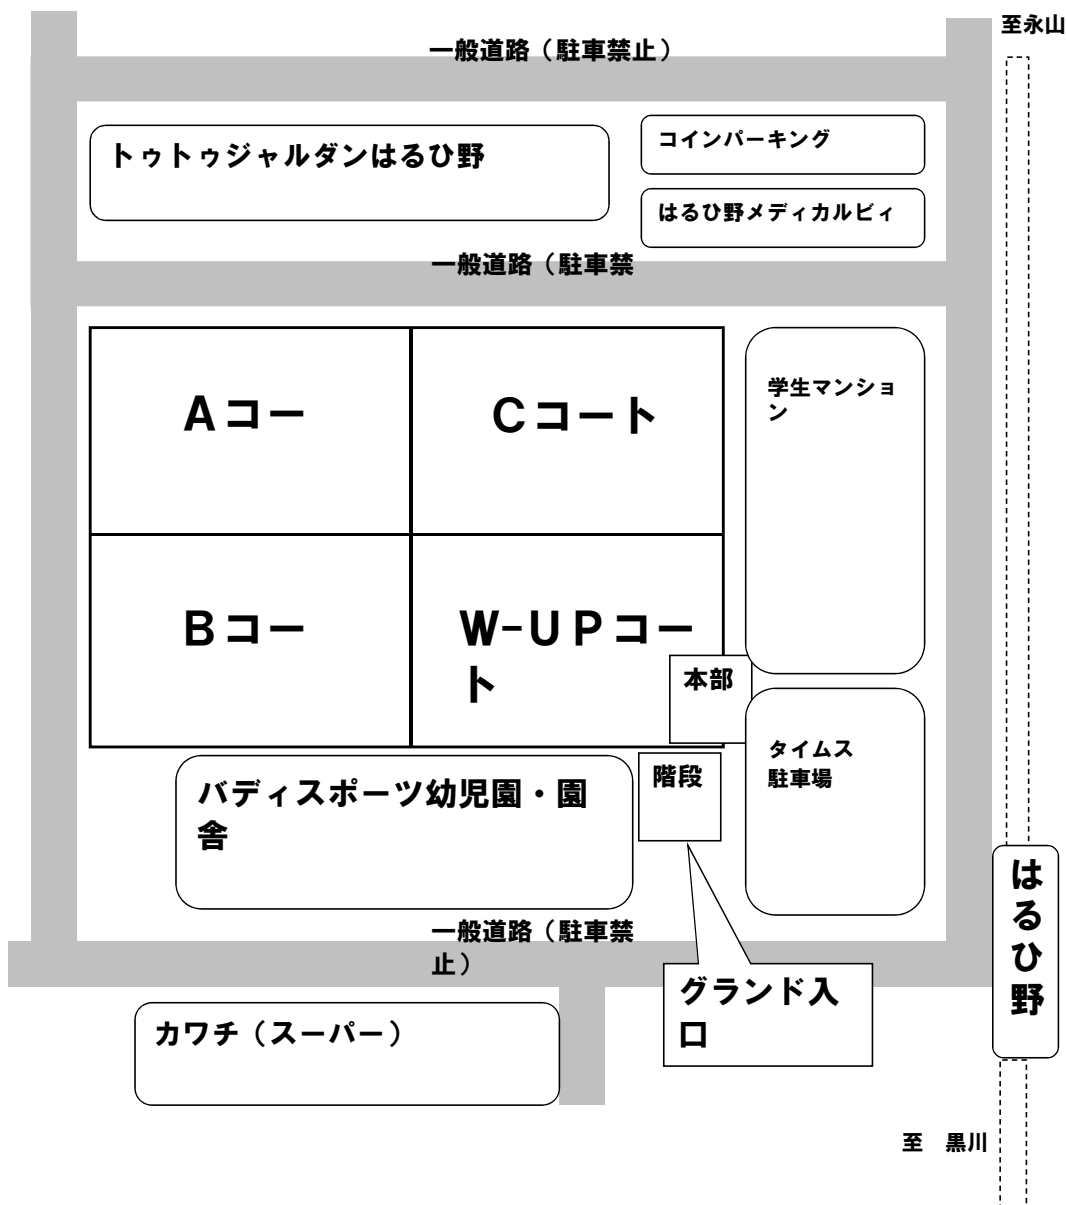 至永山
一般道路（駐車禁止）
トゥトゥジャルダンはるひ野
コインパーキング
はるひ野メディカルビィ
一般道路（駐車禁
Ａコー
Ｃコート
学生マンショ
ン
Ｂコー
Ｗ−ＵＰコー
ト
本部
階段
タイムス
駐車場
バディスポーツ幼児園・園
舎
はるひ野
一般道路（駐車禁
止）
グランド入
口
カワチ（スーパー）
至　黒川